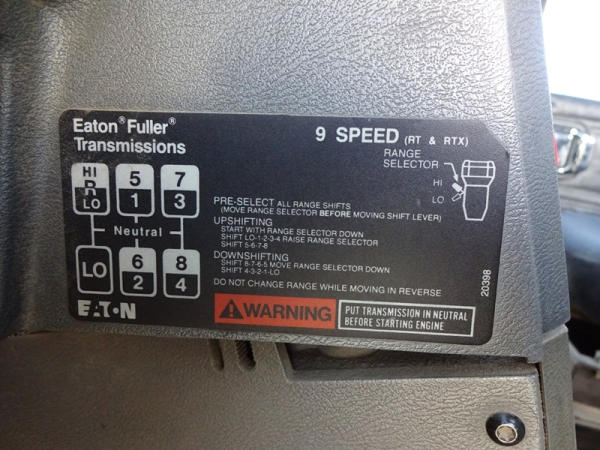 Eaton® Fuller®
Transmissions
9 SPEED (RT & RTX)
RANGE
SELECTOR
HI
LO
HI 5 7
R 1 3
LO
Neutral
LO 6 8
2 4
PRE-SELECT ALL RANGE SHIFTS
(MOVE RANGE SELECTOR BEFORE MOVING SHIFT LEVER)
UPSHIFTING
START WITH RANGE SELECTOR DOWN
SHIFT LO-1-2-3-4 RAISE RANGE SELECTOR
SHIFT 5-6-7-8
DOWNSHIFTING
SHIFT 8-7-6-5 MOVE RANGE SELECTOR DOWN
SHIFT 4-3-2-1-LO
DO NOT CHANGE RANGE WHILE MOVING IN REVERSE
20398
EATON
WARNING
PUT TRANSMISSION IN NEUTRAL
BEFORE STARTING ENGINE